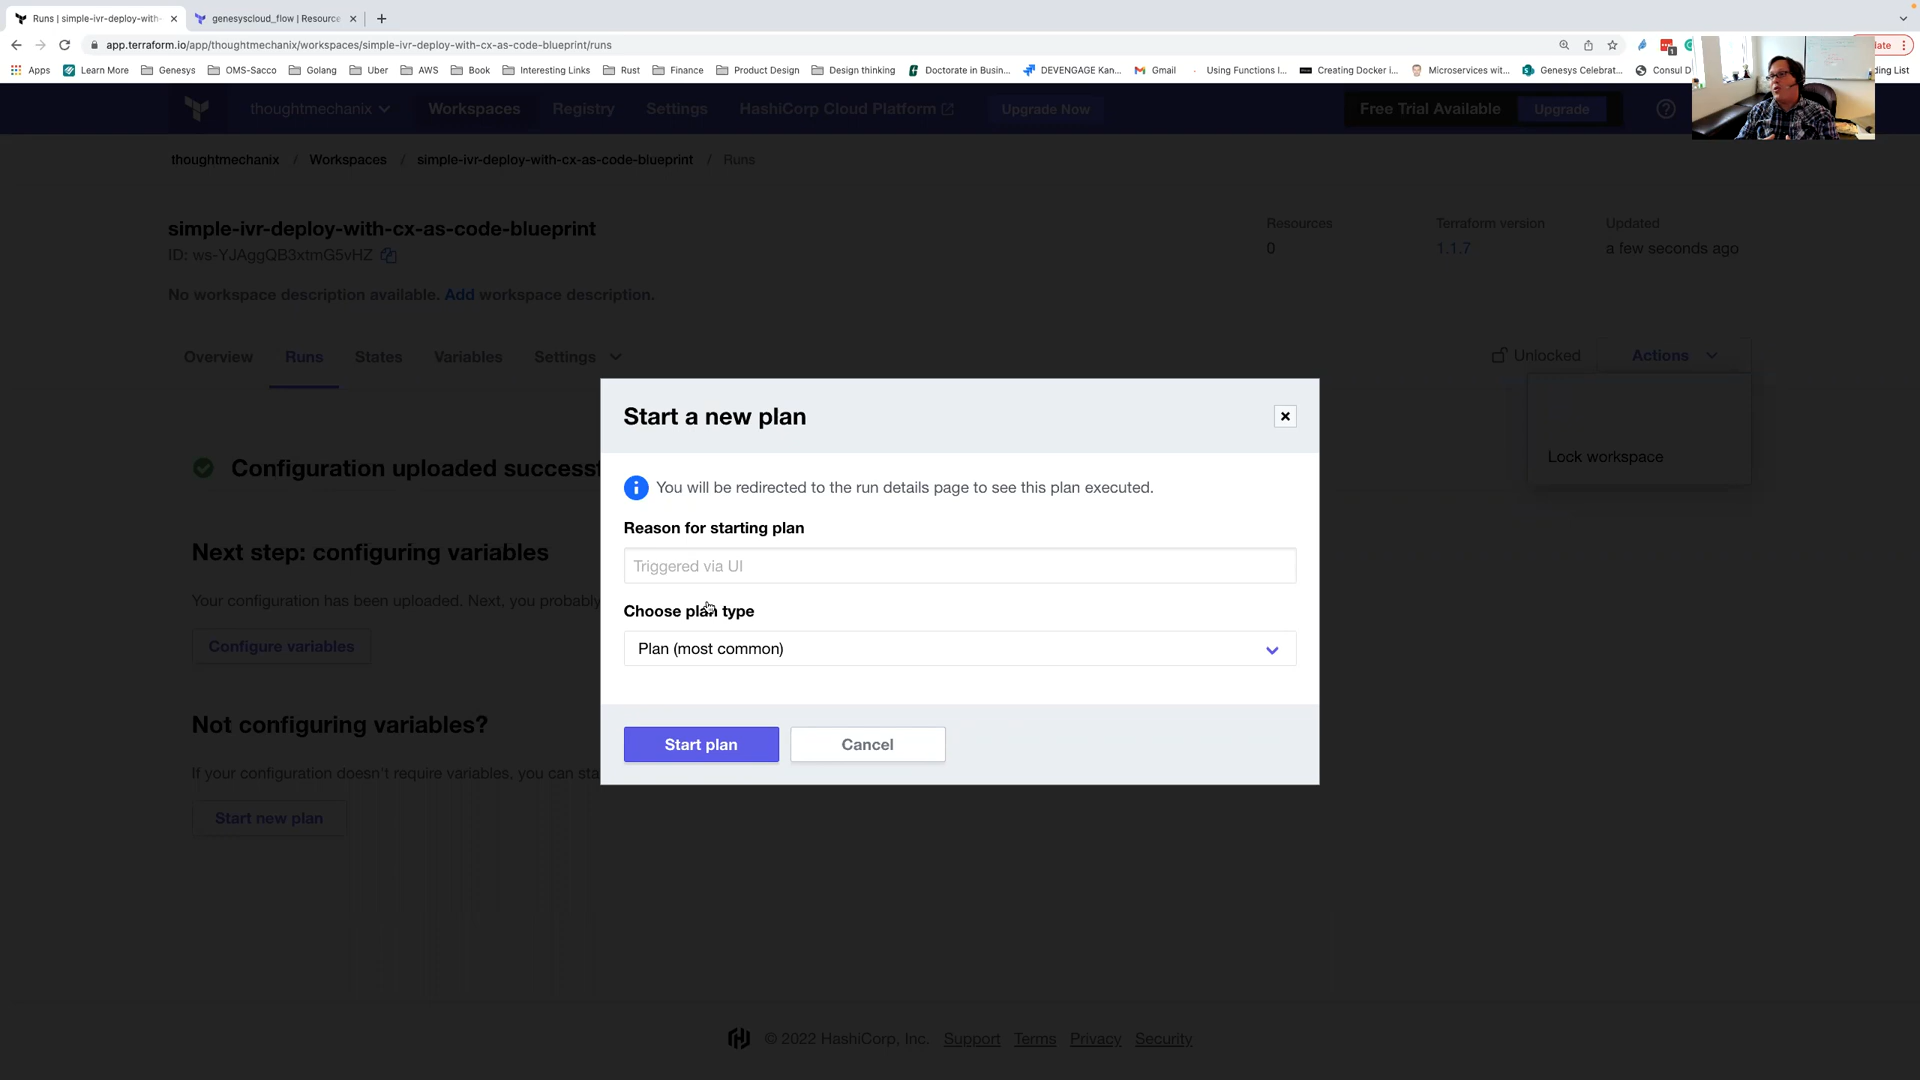 Runs | simple-ivr-deploy-with-
genesyscloud_flow | Resource
app.terraform.io/app/thoughtmechanix/workspaces/simple-ivr-deploy-with-cx-as-code-blueprint/runs
Apps Learn More Genesys OMS-Sacco Golang Uber AWS Book Interesting Links Rust Finance Product Design Design thinking Doctorate in Busin... DEVENGAGE Kan... Gmail Using Functions I... Creating Docker i... Microservices wit... Genesys Celebrat... Consul D
thoughtmechanix Workspaces Registry Settings HashiCorp Cloud Platform Upgrade Now Free Trial Available Upgrade
thoughtmechanix / Workspaces / simple-ivr-deploy-with-cx-as-code-blueprint / Runs
simple-ivr-deploy-with-cx-as-code-blueprint
Resources Terraform version Updated
ID: ws-YJAggQB3xtmG5vHZ
0 1.1.7 a few seconds ago
No workspace description available. Add workspace description.
Overview Runs States Variables Settings Unlocked Actions
Lock workspace
Start a new plan
Configuration uploaded success
You will be redirected to the run details page to see this plan executed.
Reason for starting plan
Triggered via UI
Next step: configuring variables
Your configuration has been uploaded. Next, you probably
Choose plan type
Plan (most common)
Configure variables
Not configuring variables?
Start plan Cancel
If your configuration doesn't require variables, you can sta
Start new plan
© 2022 HashiCorp, Inc. Support Terms Privacy Security